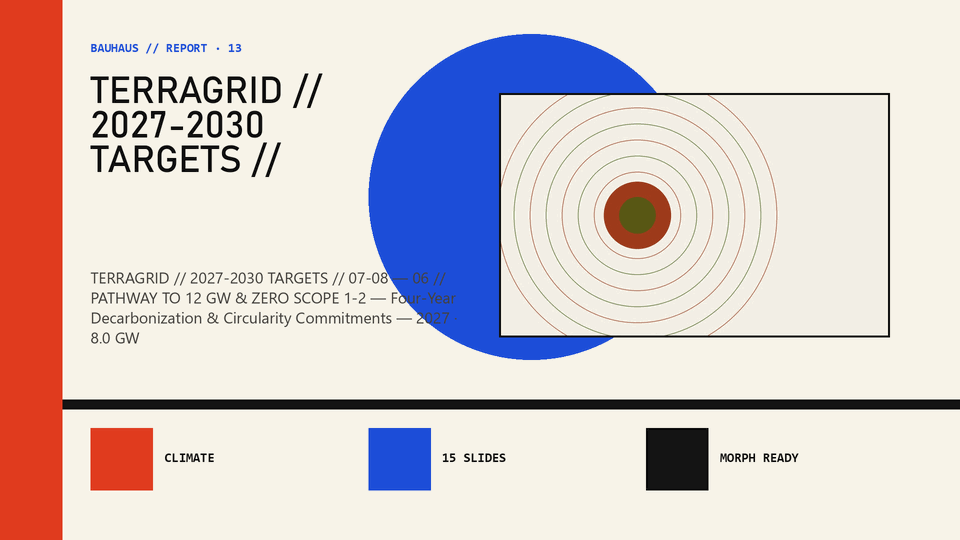 BAUHAUS // REPORT · 13
TERRAGRID //
2027-2030
TARGETS //
TERRAGRID // 2027-2030 TARGETS // 07-08 — 06 //
PATHWAY TO 12 GW & ZERO SCOPE 1-2 — Four-Year
Decarbonization & Circularity Commitments — 2027 ·
8.0 GW
CLIMATE
15 SLIDES
MORPH READY